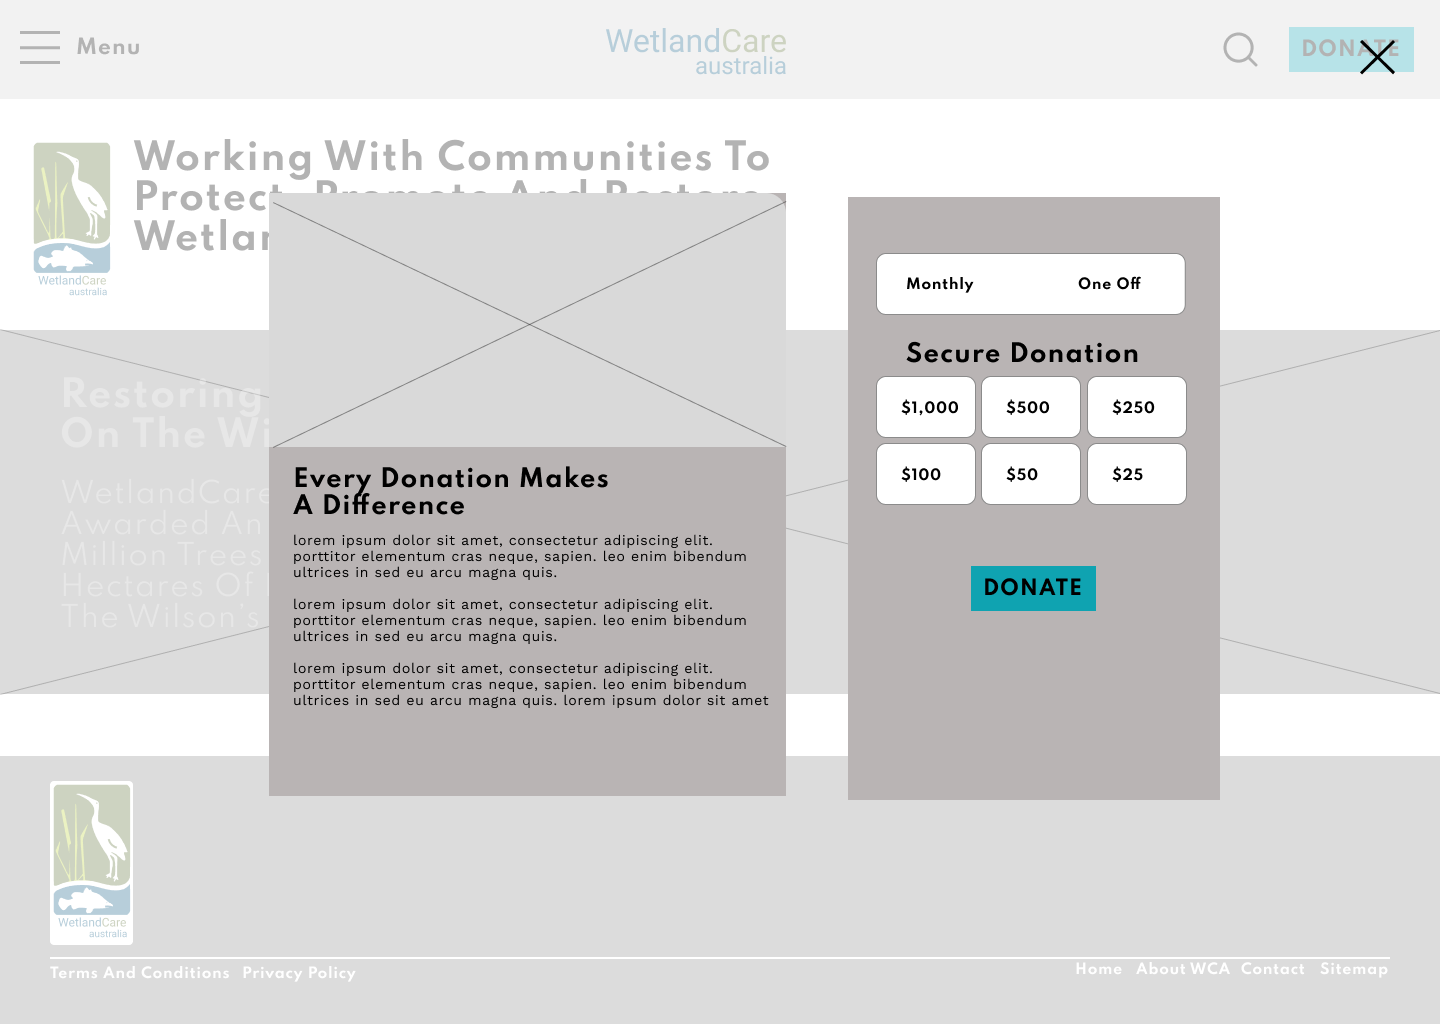 Menu
WetlandCare
australia
DONATE
Working With Communities To
Protect, Promote And Restore
WetlandCare
australia
Restoring
On The
WetlandCare
Awarded An
Million Trees
Hectares Of
The Wilson's
Every Donation Makes
A Difference
lorem ipsum dolor sit amet, consectetur adipiscing elit.
porttitor elementum cras neque, sapien. leo enim bibendum
ultrices in sed eu arcu magna quis.
lorem ipsum dolor sit amet, consectetur adipiscing elit.
porttitor elementum cras neque, sapien. leo enim bibendum
ultrices in sed eu arcu magna quis.
lorem ipsum dolor sit amet, consectetur adipiscing elit.
porttitor elementum cras neque, sapien. leo enim bibendum
ultrices in sed eu arcu magna quis. lorem ipsum dolor sit amet
Monthly One Off
Secure Donation
$1,000 $500 $250
$100 $50 $25
DONATE
WetlandCare
australia
Terms And Conditions Privacy Policy
Home About WCA Contact Sitemap